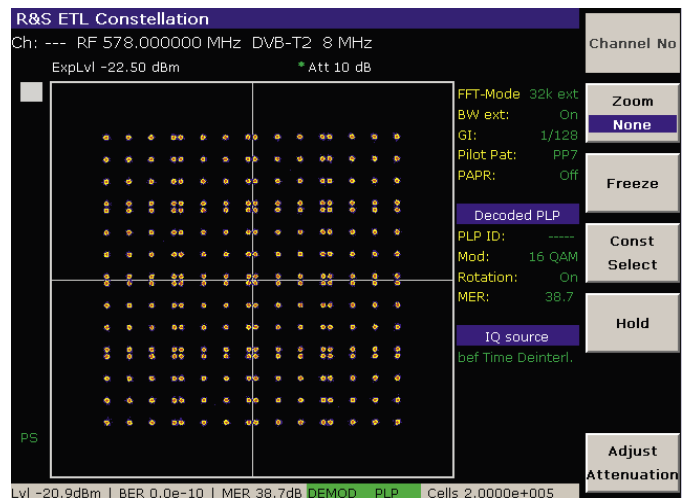 R&S ETL Constellation
Ch: --- RF 578.000000 MHz DVB-T2 8 MHz
ExpLvl -22.50 dBm * Att 10 dB
FFT-Mode 32k ext
BW ext: On
GI: 1/128
Pilot Pat: PP7
PAPR: Off
Decoded PLP
PLP ID: -----
Mod: 16 QAM
Rotation: On
MER: 38.7
IQ source
bef Time Deinterl.
PS
Lvl -20.9dBm | BER 0.0e-10 | MER 38.7dB DEMOD PLP Cells 2.0000e+005
Channel No
Zoom
None
Freeze
Const
Select
Hold
Adjust
Attenuation